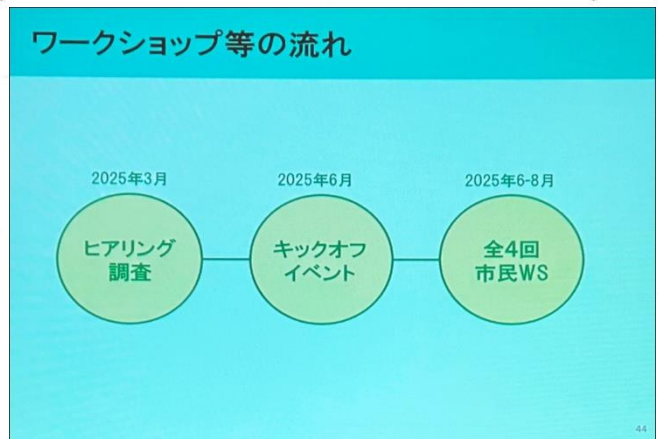 ワークショップ等の流れ
2025年3月
2025年6月
2025年6-8月
ヒアリング
調査
キックオフ
イベント
全4回
市民WS
44